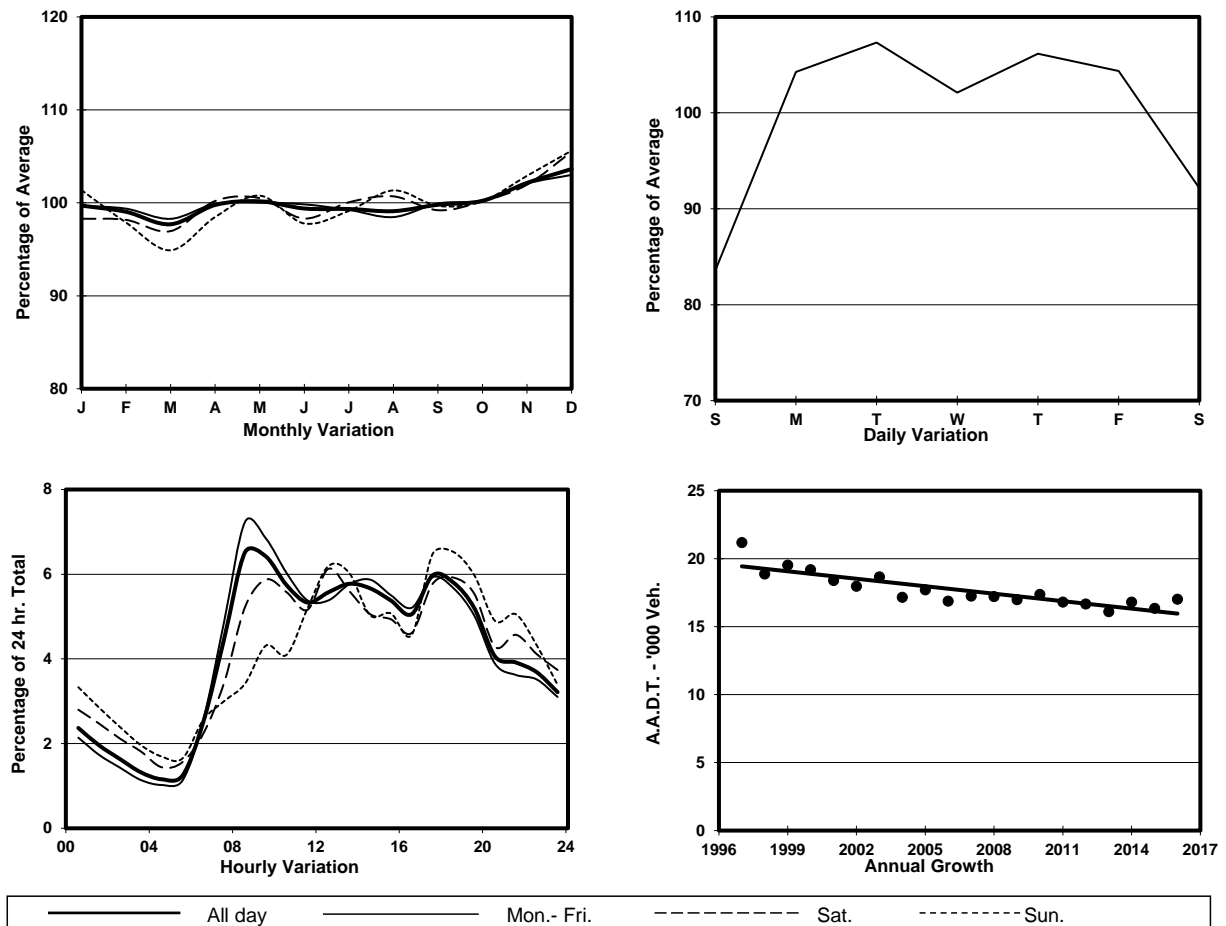 120
110
100
90
80
Percentage of Average
J F M A M J J A S O N D
Monthly Variation
110
100
90
80
70
Percentage of Average
S M T W T F S
Daily Variation
8
6
4
2
0
Percentage of 24 hr. Total
00 04 08 12 16 20 24
Hourly Variation
25
20
15
10
5
0
A.A.D.T. - '000 Veh.
1996 1999 2002 2005 2008 2011 2014 2017
Annual Growth
All day Mon.- Fri. Sat. Sun.